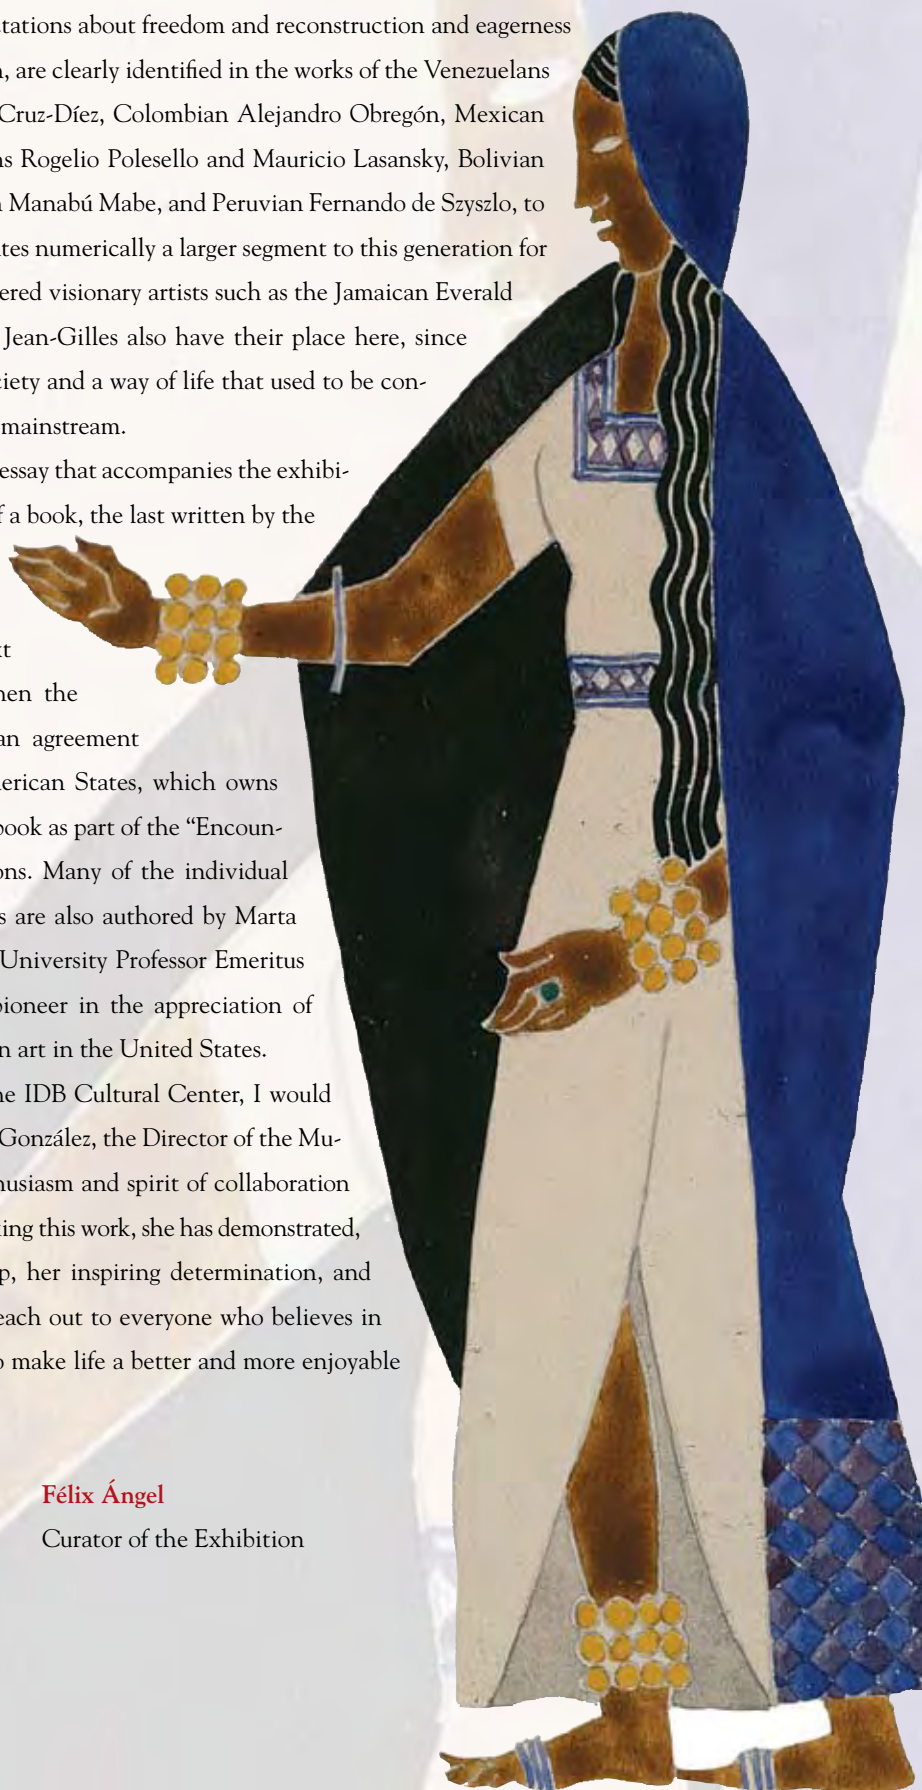 tations about freedom and reconstruction and eagerness
n, are clearly identified in the works of the Venezuelans
Cruz-Díez, Colombian Alejandro Obregón, Mexican
ns Rogelio Polesello and Mauricio Lasansky, Bolivian
n Manabú Mabe, and Peruvian Fernando de Szyszlo, to
tes numerically a larger segment to this generation for
ered visionary artists such as the Jamaican Everald
Jean-Gilles also have their place here, since
ciety and a way of life that used to be con-
mainstream.
essay that accompanies the exhibi-
f a book, the last written by the
xt
hen the
an agreement
merican States, which owns
book as part of the “Encoun-
ons. Many of the individual
s are also authored by Marta
University Professor Emeritus
pioneer in the appreciation of
n art in the United States.
he IDB Cultural Center, I would
González, the Director of the Mu-
husiasm and spirit of collaboration
king this work, she has demonstrated,
p, her inspiring determination, and
each out to everyone who believes in
o make life a better and more enjoyable
Félix Ángel
Curator of the Exhibition